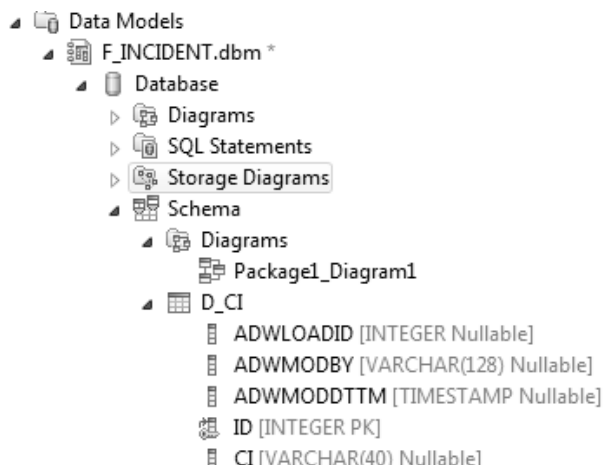 Data Models
F_INCIDENT.dbm *
Database
Diagrams
SQL Statements
Storage Diagrams
Schema
Diagrams
Package1_Diagram1
D_CI
ADWLOADID [INTEGER Nullable]
ADWMODBY [VARCHAR(128) Nullable]
ADWMODDTTM [TIMESTAMP Nullable]
ID [INTEGER PK]
CI [VARCHAR(40) Nullable]